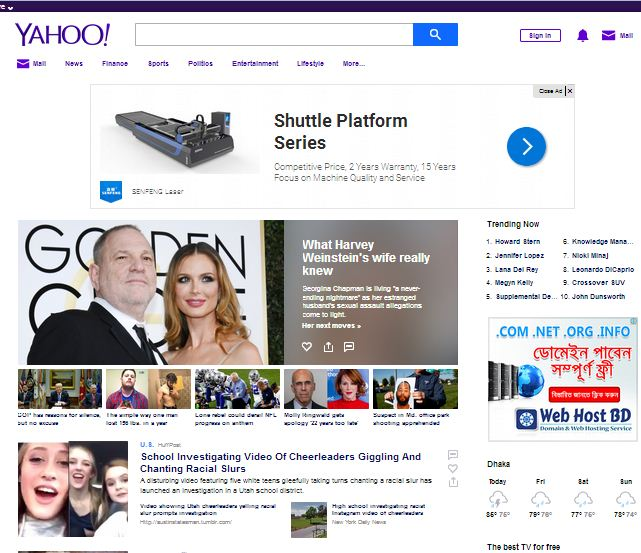 YAHOO!
Sign in
Mail
Mail
News
Finance
Sports
Politics
Entertainment
Lifestyle
More...
Close Ad X
Shuttle Platform
Series
Competitive Price, 2 Years Warranty, 15 Years
Focus on Machine Quality and Service
SENFENG
SENFENG Laser
GOLDEN
What Harvey
Weinstein's wife really
knew
Georgina Chapman is living "a never-
ending nightmare" as her estranged
husband's sexual assault allegations
come to light.
Her next moves »
GOP has reasons for silence,
but no excuse
The simple way one man
lost 156 lbs. in a year
Lone rebel could derail NFL
progress on anthem
Molly Ringwald gets
apology '22 years too late'
Suspect in Md. office park
shooting apprehended
U.S. HuffPost
School Investigating Video Of Cheerleaders Giggling And
Chanting Racial Slurs
A disturbing video featuring five white teens gleefully taking turns chanting a racial slur has
launched an investigation in a Utah school district.
Video showing Utah cheerleaders yelling racial
slur prompts investigation
http://austinstatesman.tumblr.com/
High school investigating racist
Instagram video of cheerleaders
New York Daily News
Trending Now
1. Howard Stern
2. Jennifer Lopez
3. Lana Del Rey
4. Megyn Kelly
5. Supplemental De...
6. Knowledge Mana...
7. Nicki Minaj
8. Leonardo DiCaprio
9. Crossover SUV
10. John Dunsworth
.COM .NET .ORG .INFO
ডোমেইন পাবেন
সম্পূর্ণ ফ্রী!
বিস্তারিত জানতে ক্লিক করুন
Web Host BD
Domain & Web Hosting Service
Dhaka
Today Fri Sat Sun
85° 75° 79° 76° 77° 75° 78° 74°
The best TV for free